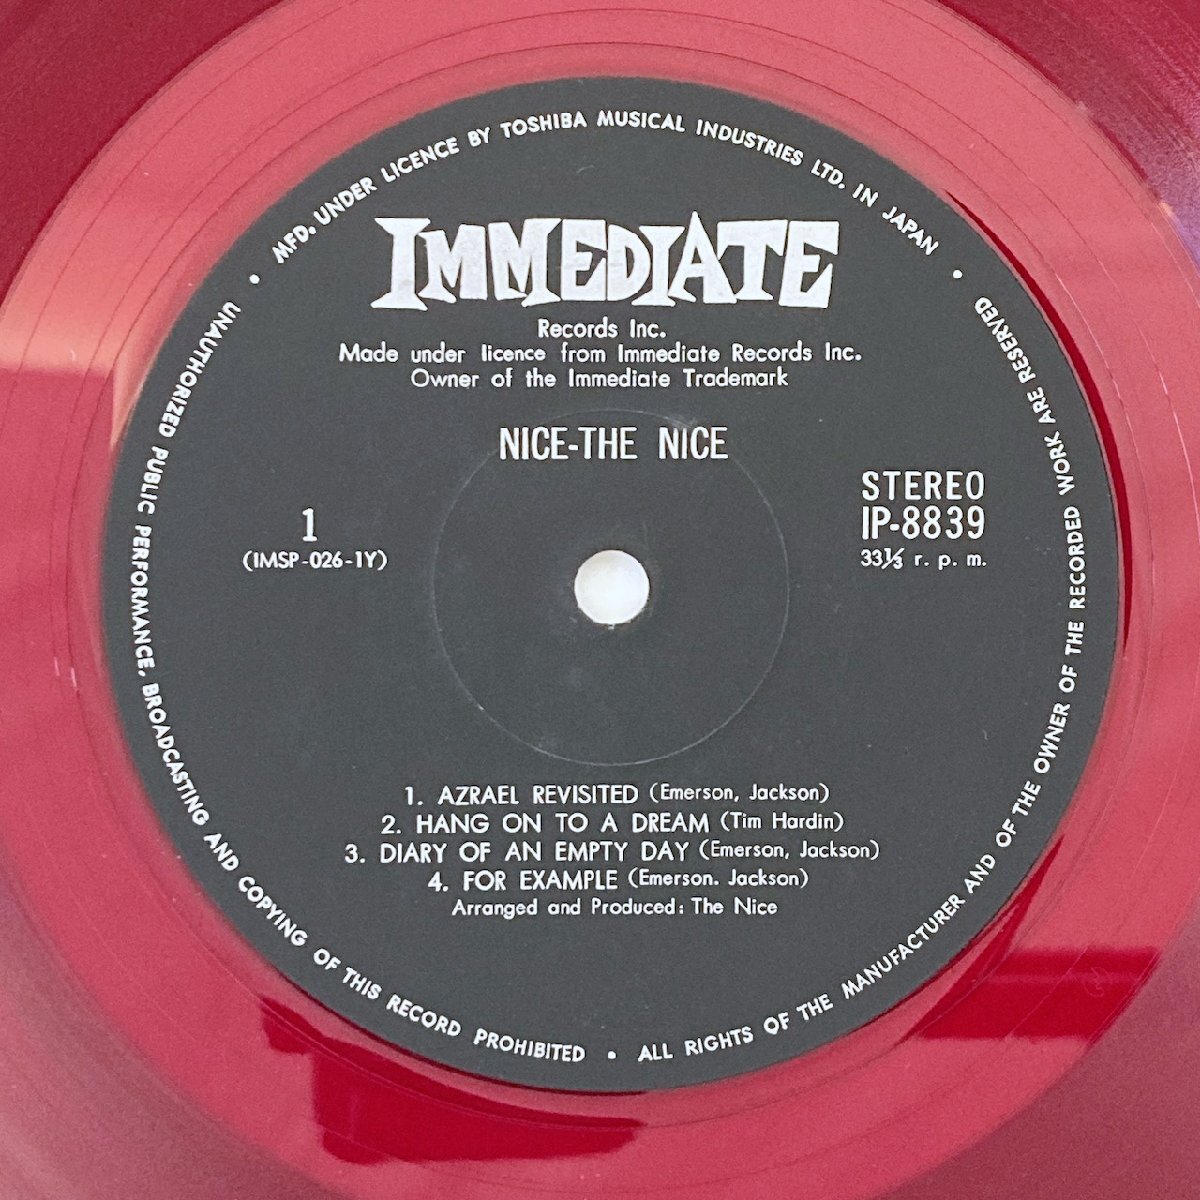 MFD. UNDER LICENCE BY TOSHIBA MUSICAL INDUSTRIES LTD. IN JAPAN •
IMMEDIATE
Records Inc.
Made under licence from Immediate Records Inc.
Owner of the Immediate Trademark
NICE-THE NICE
STEREO
IP-8839
33⅓ r. p. m.
1
(IMSP-026-1Y)
1. AZRAEL REVISITED (Emerson, Jackson)
2. HANG ON TO A DREAM (Tim Hardin)
3. DIARY OF AN EMPTY DAY (Emerson, Jackson)
4. FOR EXAMPLE (Emerson. Jackson)
Arranged and Produced: The Nice
ALL RIGHTS OF THE MANUFACTURER AND OF THE OWNER OF THE RECORDED WORK ARE RESERVED •
UNAUTHORIZED PUBLIC PERFORMANCE, BROADCASTING AND COPYING OF THIS RECORD PROHIBITED •